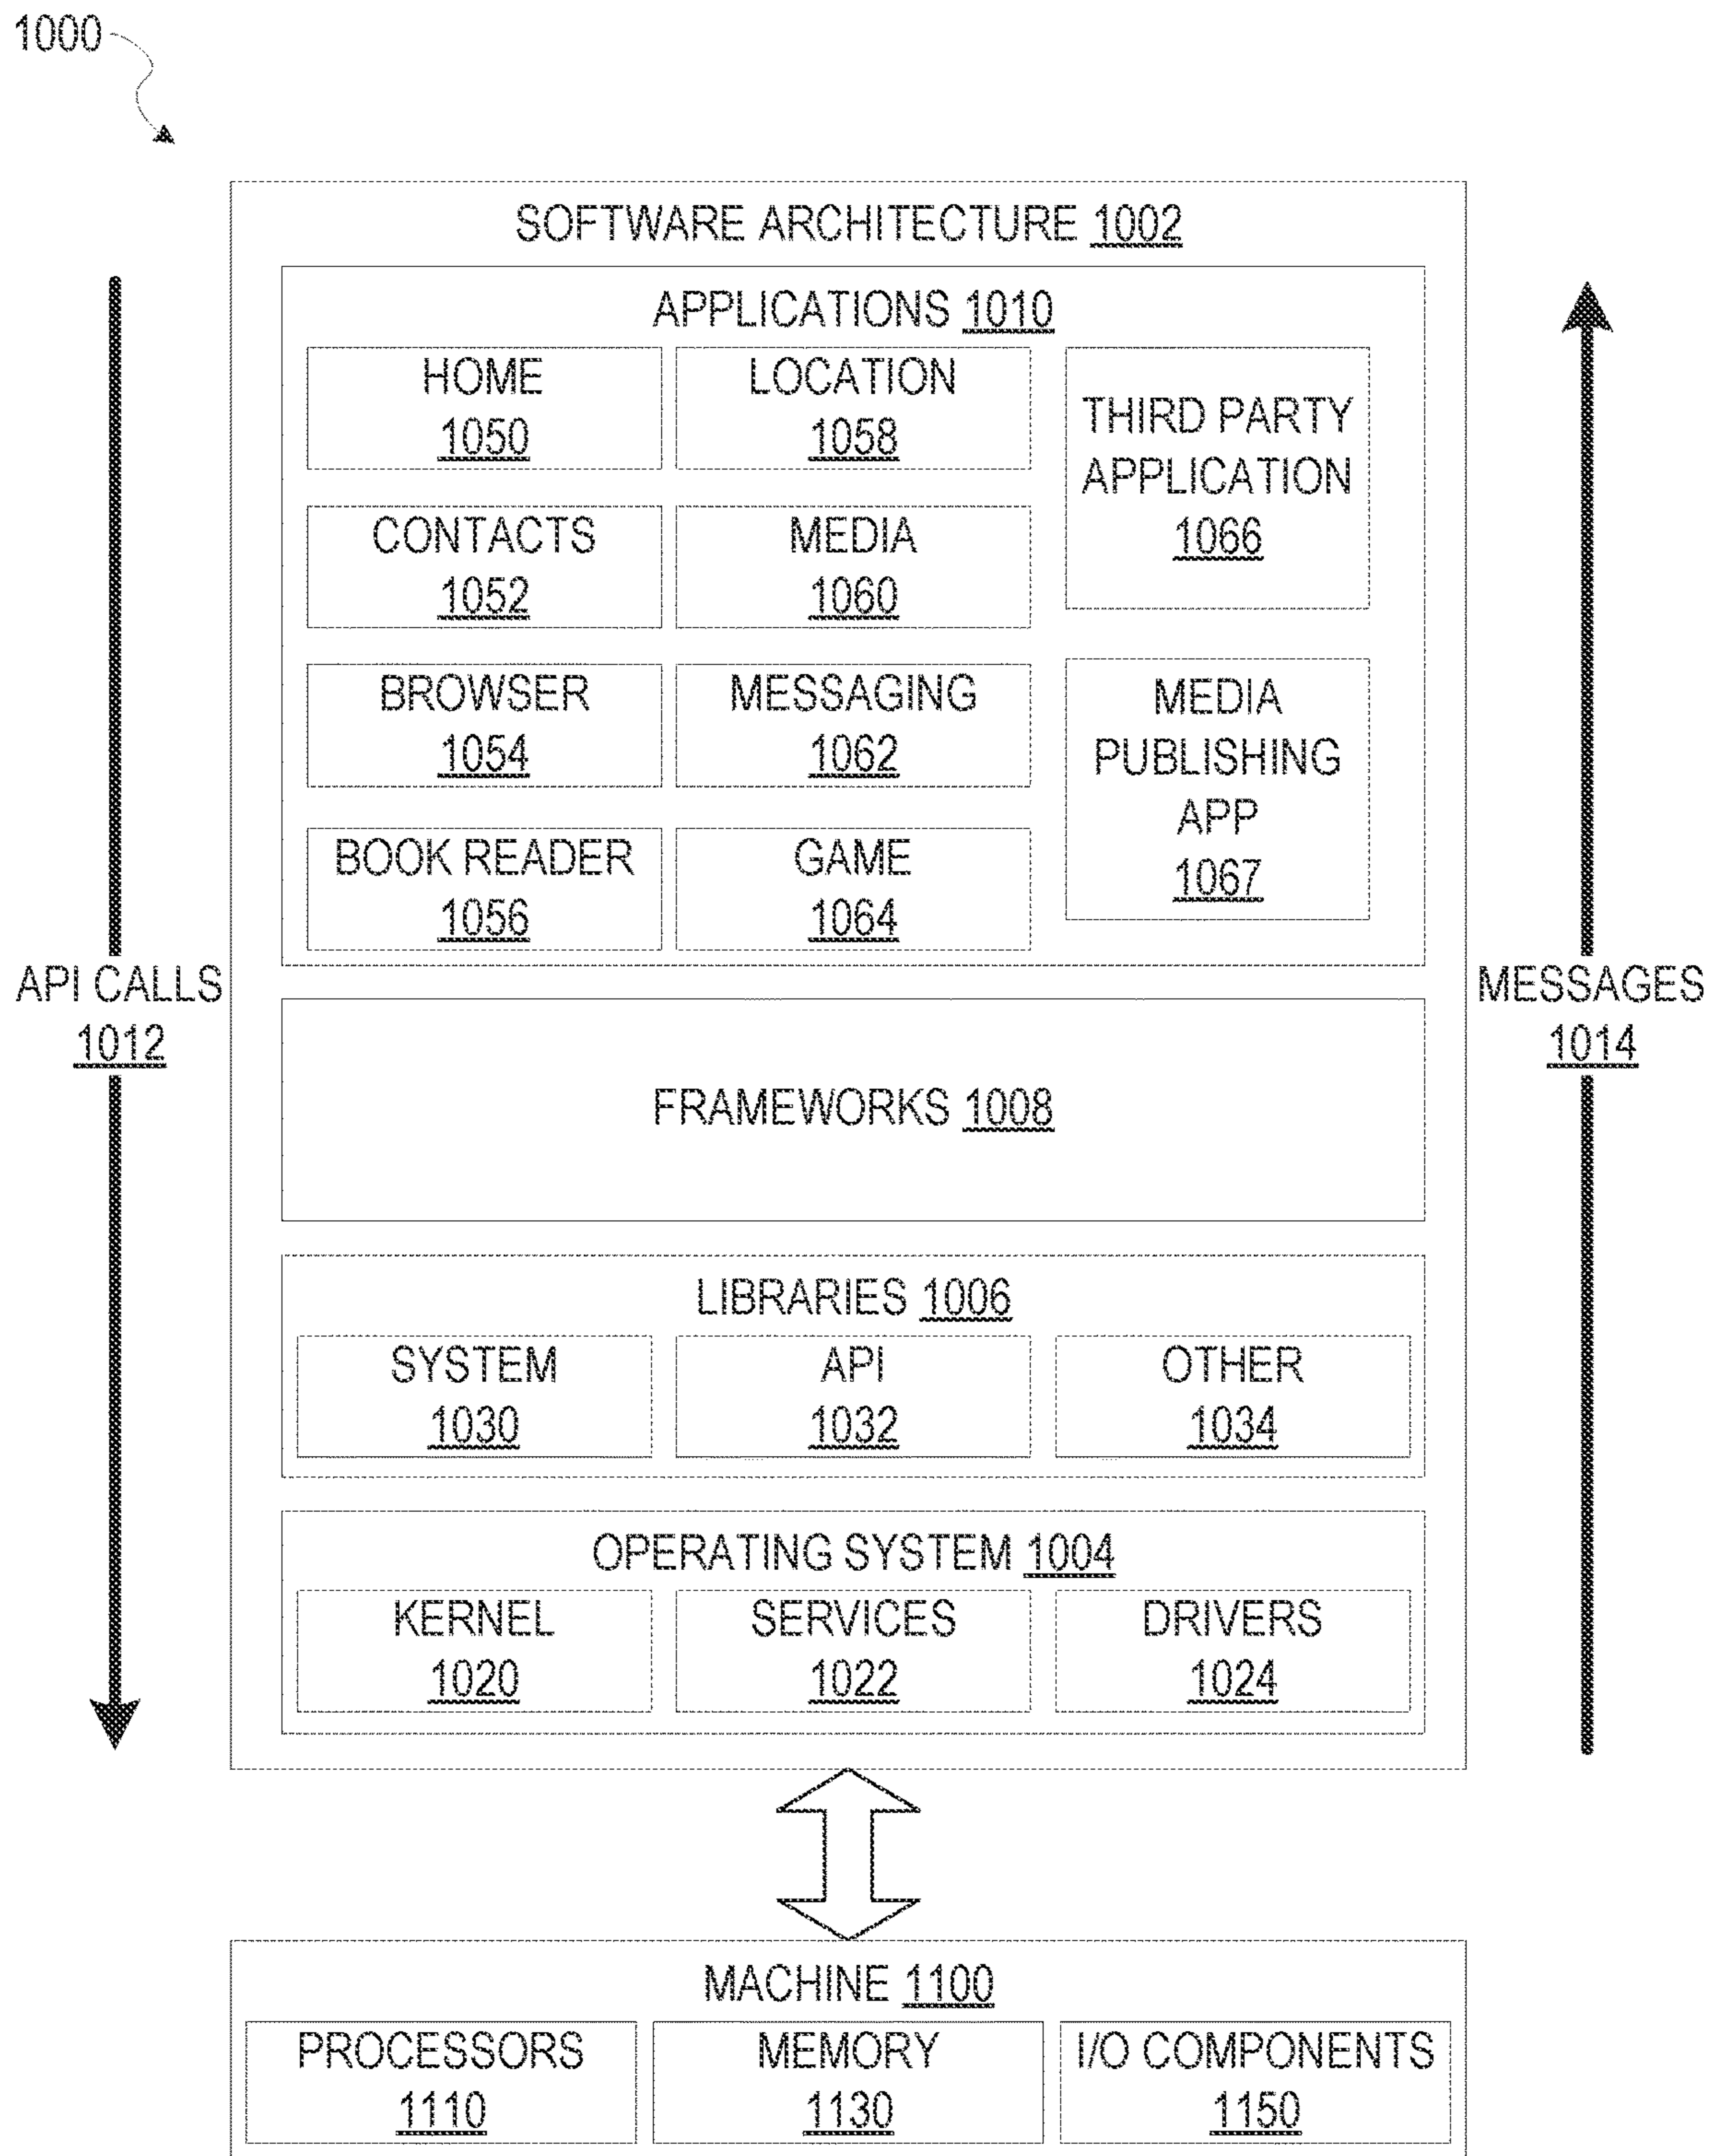 1000
SOFTWARE ARCHITECTURE 1002
APPLICATIONS 1010
HOME
1050
LOCATION
1058
THIRD PARTY
APPLICATION
1066
CONTACTS
1052
MEDIA
1060
BROWSER
1054
MESSAGING
1062
MEDIA
PUBLISHING
APP
1067
BOOK READER
1056
GAME
1064
API CALLS
1012
MESSAGES
1014
FRAMEWORKS 1008
LIBRARIES 1006
SYSTEM
1030
API
1032
OTHER
1034
OPERATING SYSTEM 1004
KERNEL
1020
SERVICES
1022
DRIVERS
1024
MACHINE 1100
PROCESSORS
1110
MEMORY
1130
I/O COMPONENTS
1150